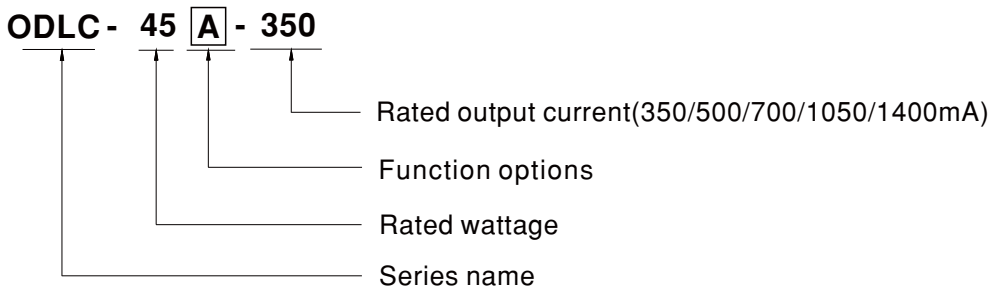 ODLC - 45 A - 350
Rated output current(350/500/700/1050/1400mA)
Function options
Rated wattage
Series name